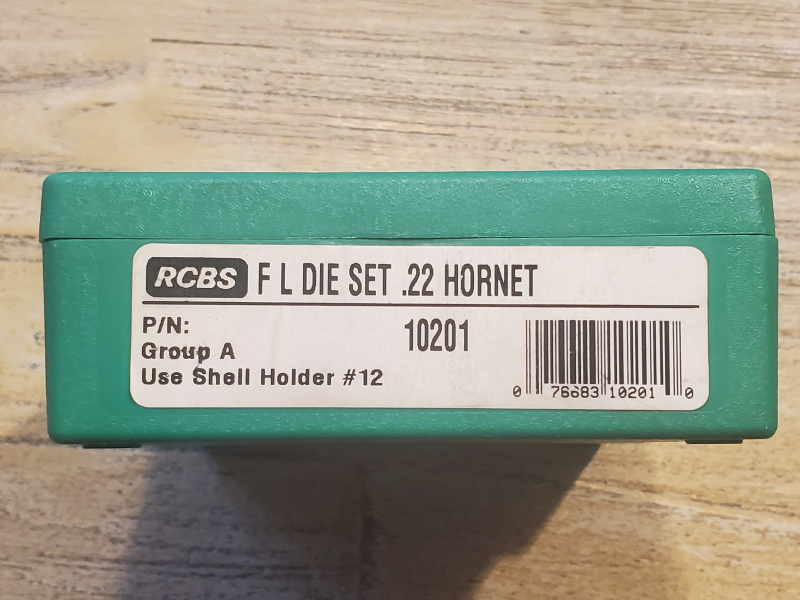 RCBS F L DIE SET .22 HORNET
P/N: 10201
Group A
Use Shell Holder #12
0 76683 10201 0